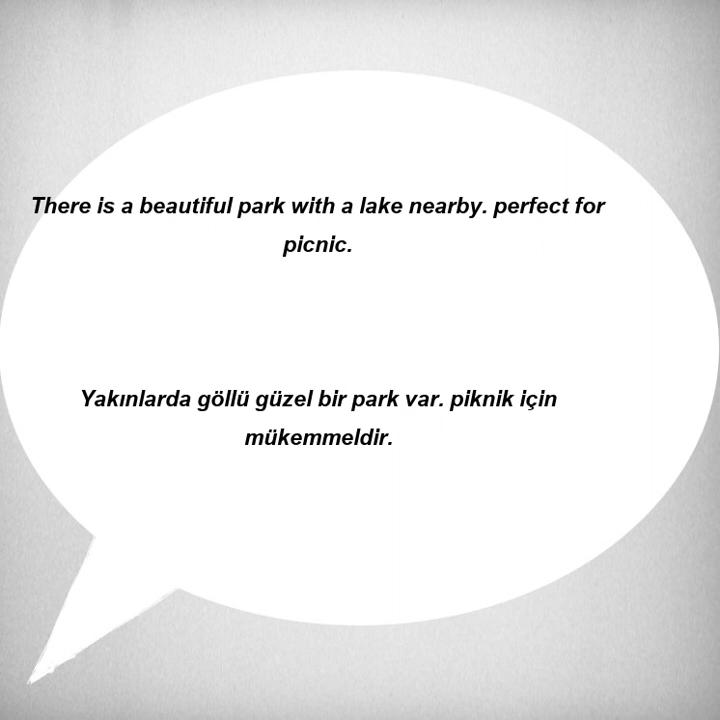 There is a beautiful park with a lake nearby. perfect for
picnic.
Yakınlarda göllü güzel bir park var. piknik için
mükemmeldir.